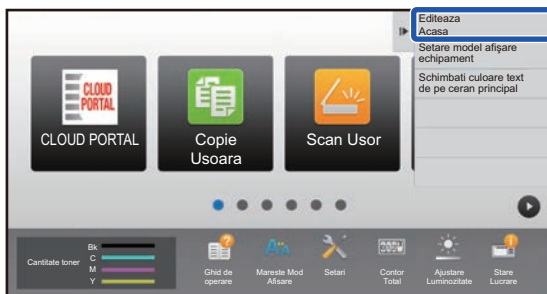 Editeaza
Acasa
Setare model afişare
echipament
Schimbati culoare text
de pe ceran principal
CLOUD
PORTAL
CLOUD PORTAL
Copie
Usoara
Scan Usor
Cantitate toner
Bk
C
M
Y
Ghid de
operare
Mareste Mod
Afisare
Setari
Contor
Total
Ajustare
Luminozitate
Stare
Lucrare